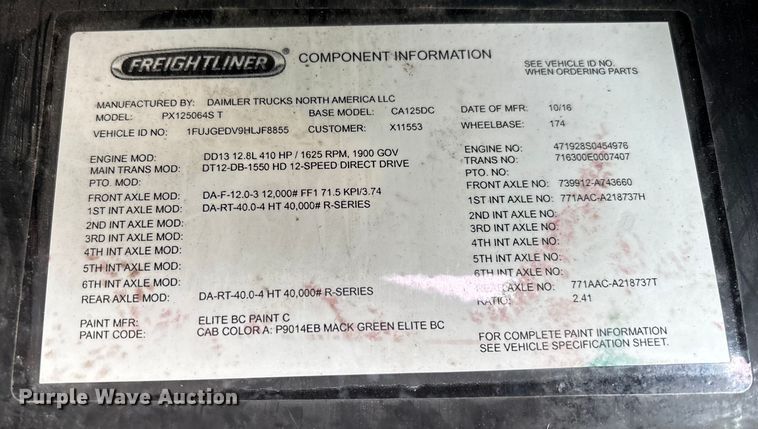 FREIGHTLINER® COMPONENT INFORMATION
SEE VEHICLE ID NO.
WHEN ORDERING PARTS
MANUFACTURED BY: DAIMLER TRUCKS NORTH AMERICA LLC
MODEL: PX125064S T BASE MODEL: CA125DC DATE OF MFR: 10/16
VEHICLE ID NO: 1FUJGEDV9HLJF8855 CUSTOMER: X11553 WHEELBASE: 174
ENGINE MOD: DD13 12.8L 410 HP / 1625 RPM, 1900 GOV ENGINE NO: 471928S0454976
MAIN TRANS MOD: DT12-DB-1550 HD 12-SPEED DIRECT DRIVE TRANS NO: 716300E0007407
PTO. MOD: PTO. NO:
FRONT AXLE MOD: DA-F-12.0-3 12,000# FF1 71.5 KPI/3.74 FRONT AXLE NO: 739912-A743660
1ST INT AXLE MOD: DA-RT-40.0-4 HT 40,000# R-SERIES 1ST INT AXLE NO: 771AAC-A218737H
2ND INT AXLE MOD: 2ND INT AXLE NO:
3RD INT AXLE MOD: 3RD INT AXLE NO:
4TH INT AXLE MOD: 4TH INT AXLE NO:
5TH INT AXLE MOD: 5TH INT AXLE NO:
6TH INT AXLE MOD: 6TH INT AXLE NO:
REAR AXLE MOD: DA-RT-40.0-4 HT 40,000# R-SERIES REAR AXLE NO: 771AAC-A218737T
RATIO: 2.41
PAINT MFR: ELITE BC PAINT C
PAINT CODE: CAB COLOR A: P9014EB MACK GREEN ELITE BC
FOR COMPLETE PAINT INFORMATION
SEE VEHICLE SPECIFICATION SHEET.
Purple Wave Auction